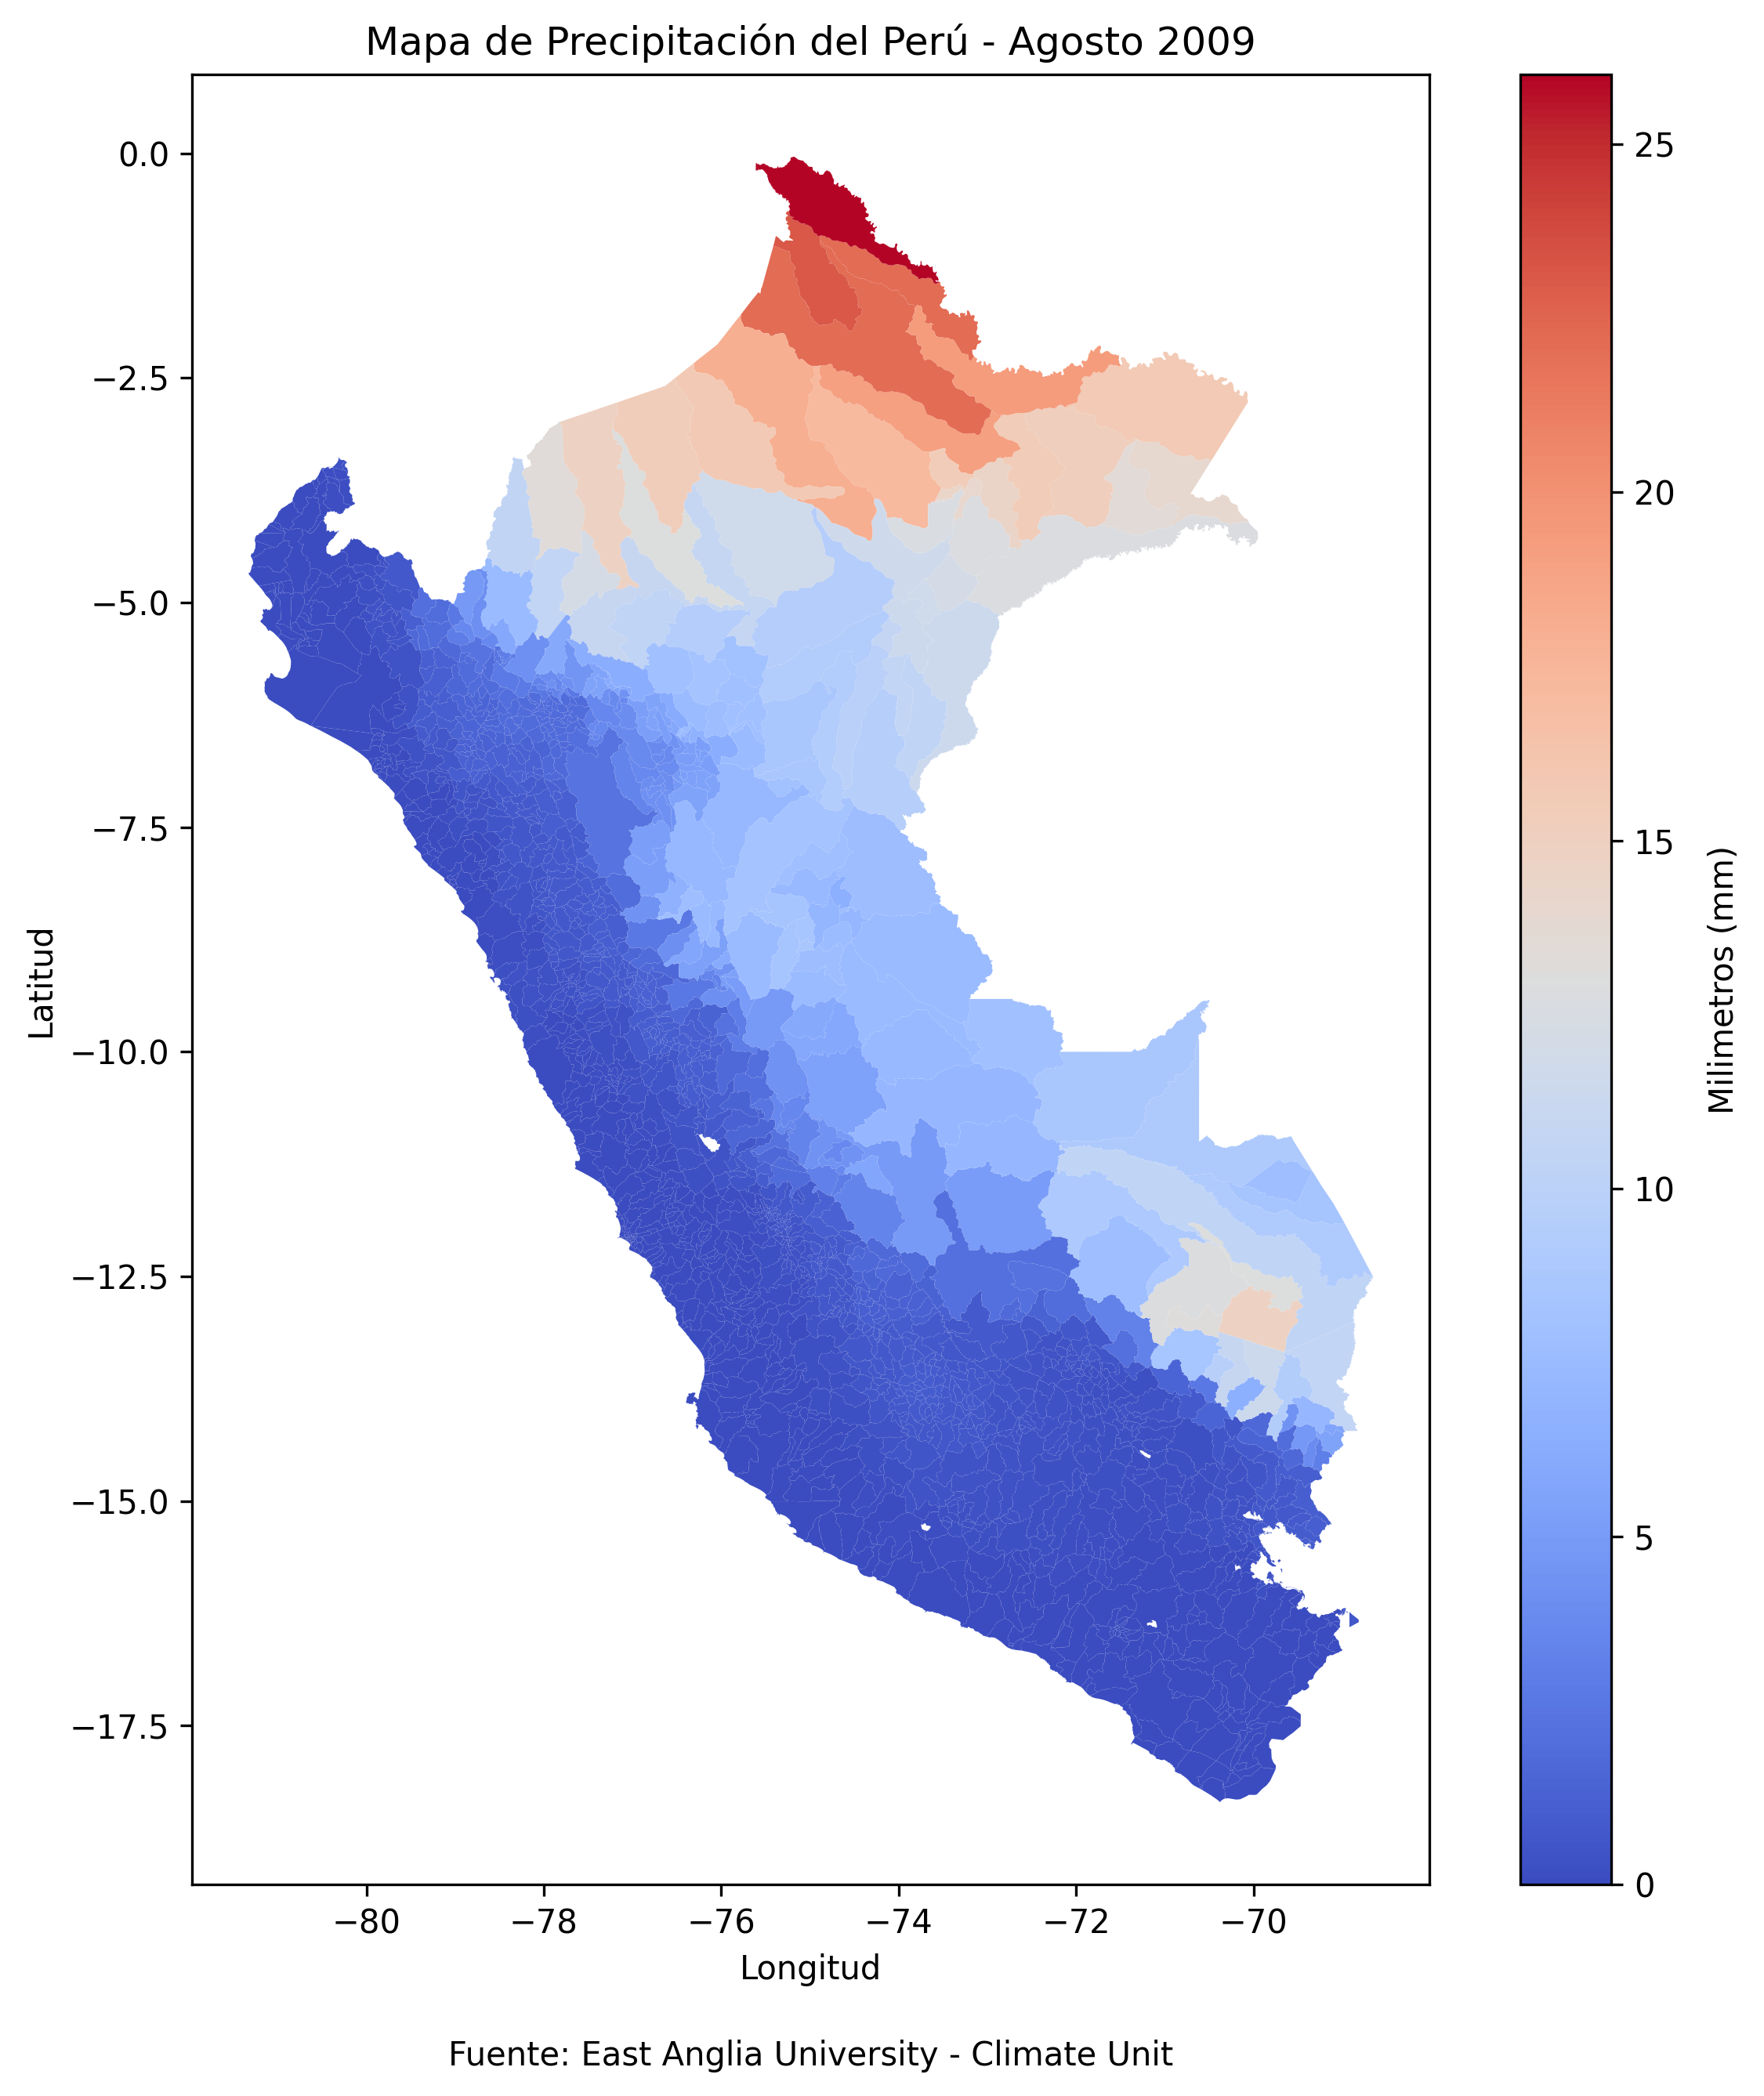 Mapa de Precipitación del Perú - Agosto 2009
0.0
−2.5
−5.0
−7.5
−10.0
−12.5
−15.0
−17.5
Latitud
−80 −78 −76 −74 −72 −70
Longitud
25
20
15
10
5
0
Milimetros (mm)
Fuente: East Anglia University - Climate Unit